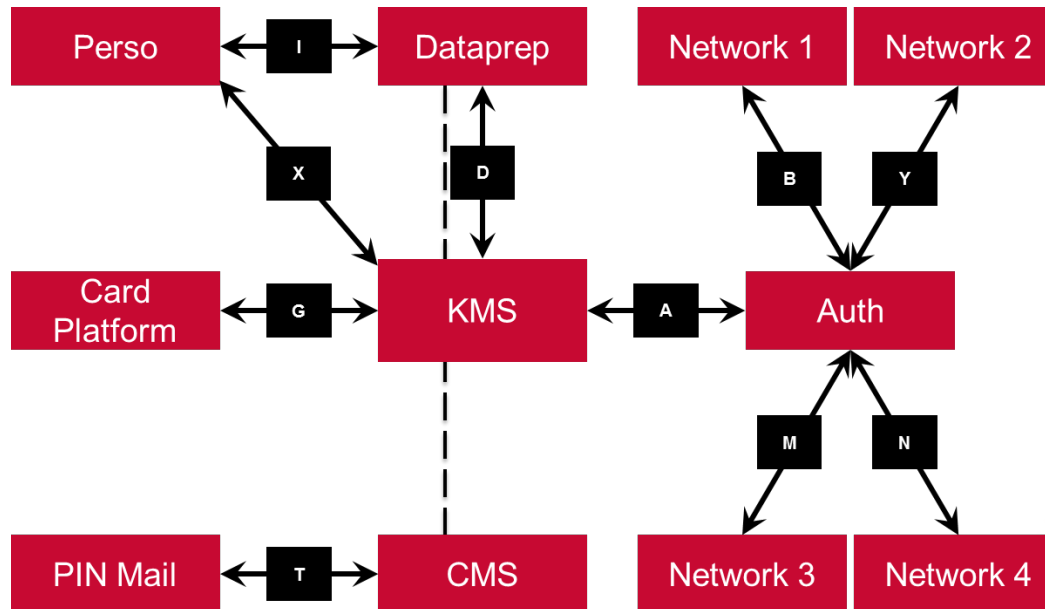 Perso
I
Dataprep
Network 1
Network 2
X
D
B
Y
Card
Platform
G
KMS
A
Auth
M
N
PIN Mail
T
CMS
Network 3
Network 4